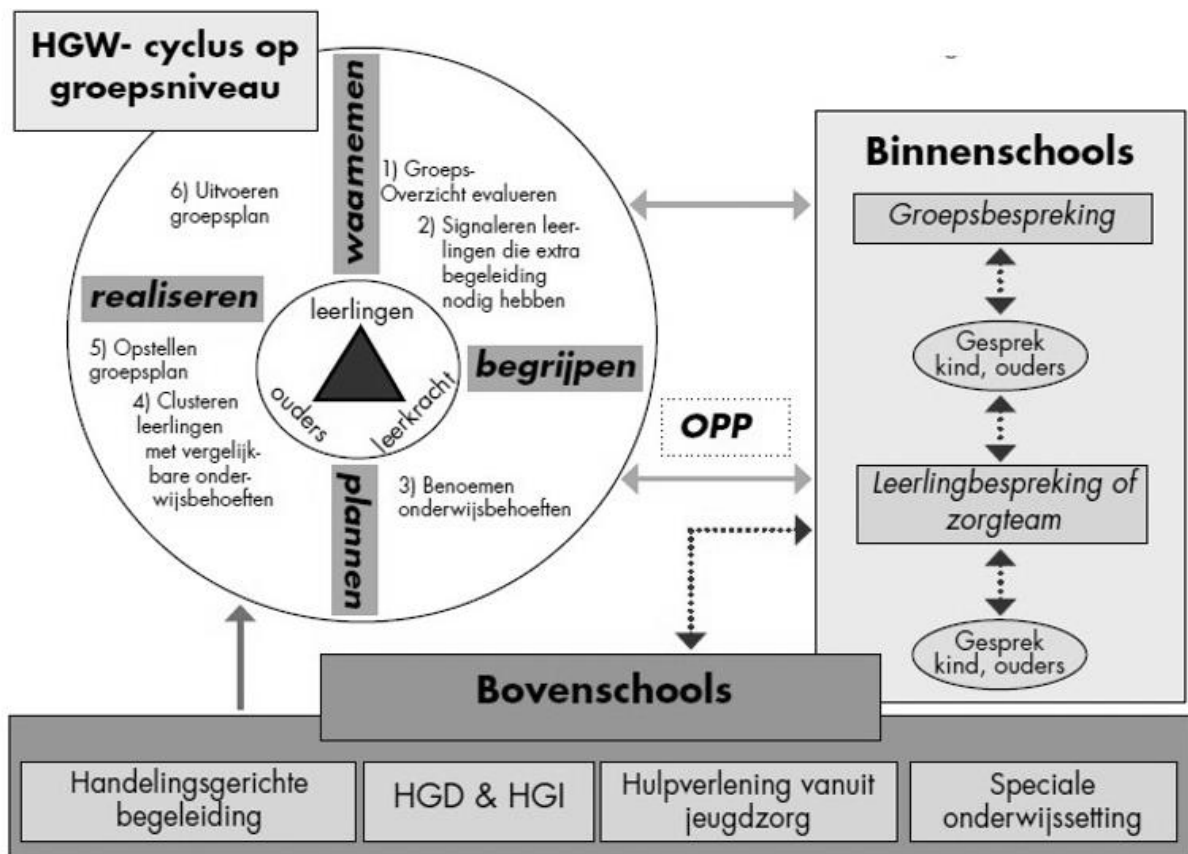 HGW- cyclus op
groepsniveau
waarnemen
1) Groeps-
Overzicht evalueren
2) Signaleren leer-
lingen die extra
begeleiding
nodig hebben
begrijpen
3) Benoemen
onderwijsbehoeften
plannen
4) Clusteren
leerlingen
met vergelijk-
bare onder-
wijsbehoeften
5) Opstellen
groepsplan
realiseren
6) Uitvoeren
groepsplan
leerlingen
ouders
leerkracht
OPP
Binnenschools
Groepsbespreking
Gesprek
kind, ouders
Leerlingbespreking of
zorgteam
Gesprek
kind, ouders
Bovenschools
Handelingsgerichte
begeleiding
HGD & HGI
Hulpverlening vanuit
jeugdzorg
Speciale
onderwijssetting